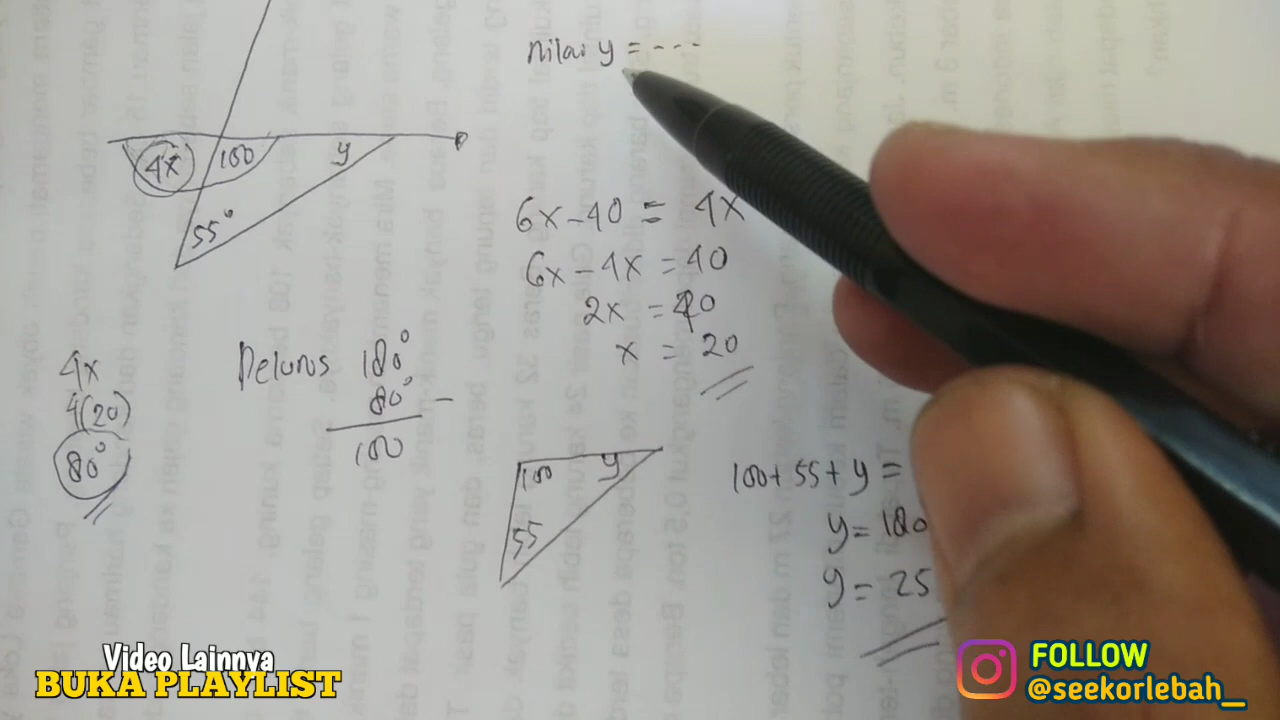 Nilai y = ---
4x 100 y
55°
6x - 40 = 4x
6x - 4x = 40
2x = 40
x = 20
4x
4(20)
80°
Pelurus 180°
80° -
100
100 y
55
100 + 55 + y =
y = 180
y = 25
Video Lainnya
BUKA PLAYLIST
FOLLOW
@seekorlebah_